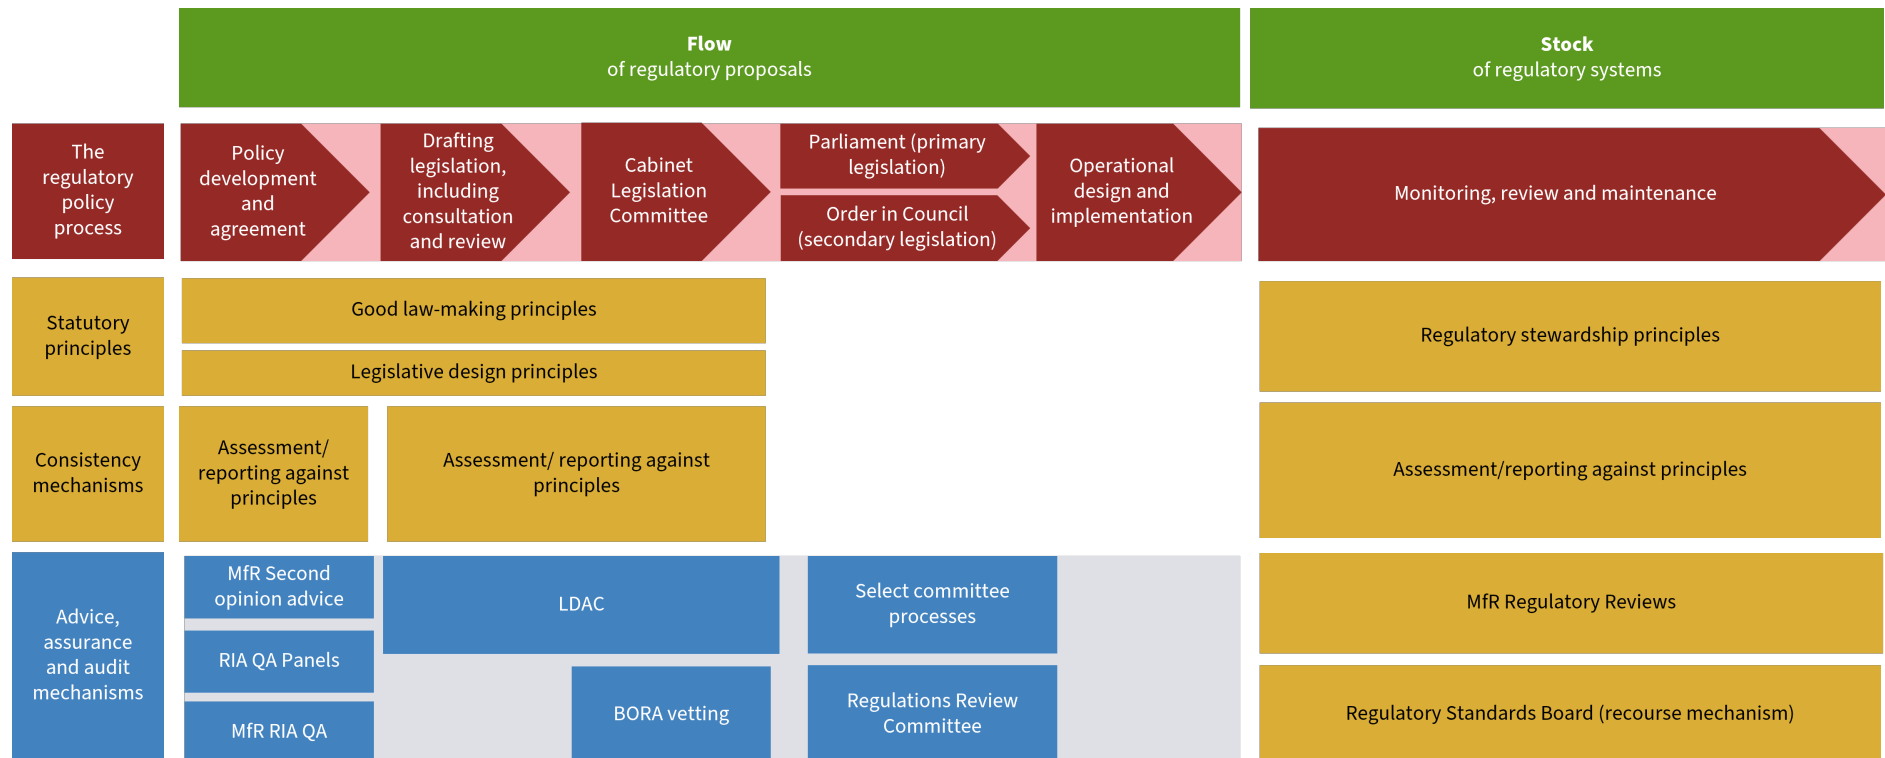 Flow
of regulatory proposals
Stock
of regulatory systems
The
regulatory
policy
process
Policy
development
and
agreement
Drafting
legislation,
including
consultation
and review
Cabinet
Legislation
Committee
Parliament (primary
legislation)
Order in Council
(secondary legislation)
Operational
design and
implementation
Monitoring, review and maintenance
Statutory
principles
Good law-making principles
Legislative design principles
Regulatory stewardship principles
Consistency
mechanisms
Assessment/
reporting against
principles
Assessment/ reporting against
principles
Assessment/reporting against principles
Advice,
assurance
and audit
mechanisms
MfR Second
opinion advice
RIA QA Panels
MfR RIA QA
LDAC
BORA vetting
Select committee
processes
Regulations Review
Committee
MfR Regulatory Reviews
Regulatory Standards Board (recourse mechanism)